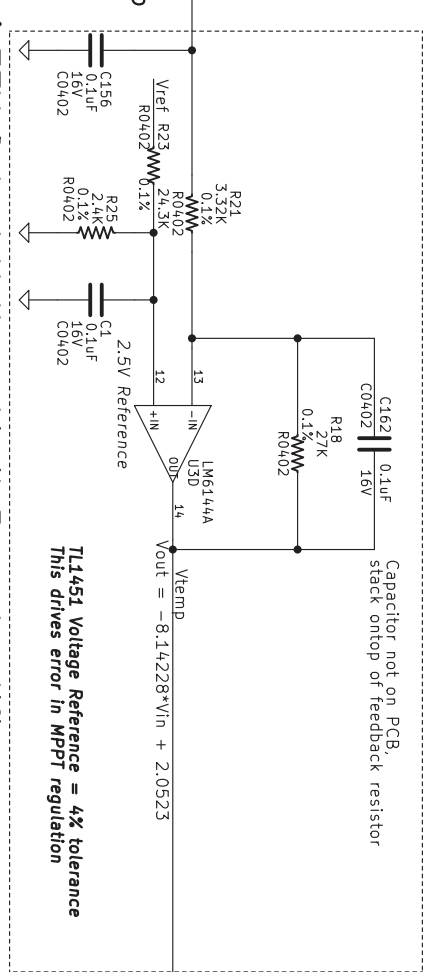 C156
0.1uF
16V
C0402
Vref
R23
R0402
0.1%
24.3K
R21
3.32K
0.1%
R0402
R25
2.4K
0.1%
R0402
C1
0.1uF
16V
C0402
2.5V Reference
12
13
+IN
-IN
OUT
LM6144A
U3D
14
R18
27K
0.1%
R0402
C162
C0402
0.1uF
16V
Capacitor not on PCB,
stack ontop of feedback resistor
Vtemp
Vout = -8.14228*Vin + 2.0523
TL1451 Voltage Reference = 4% tolerance
This drives error in MPPT regulation